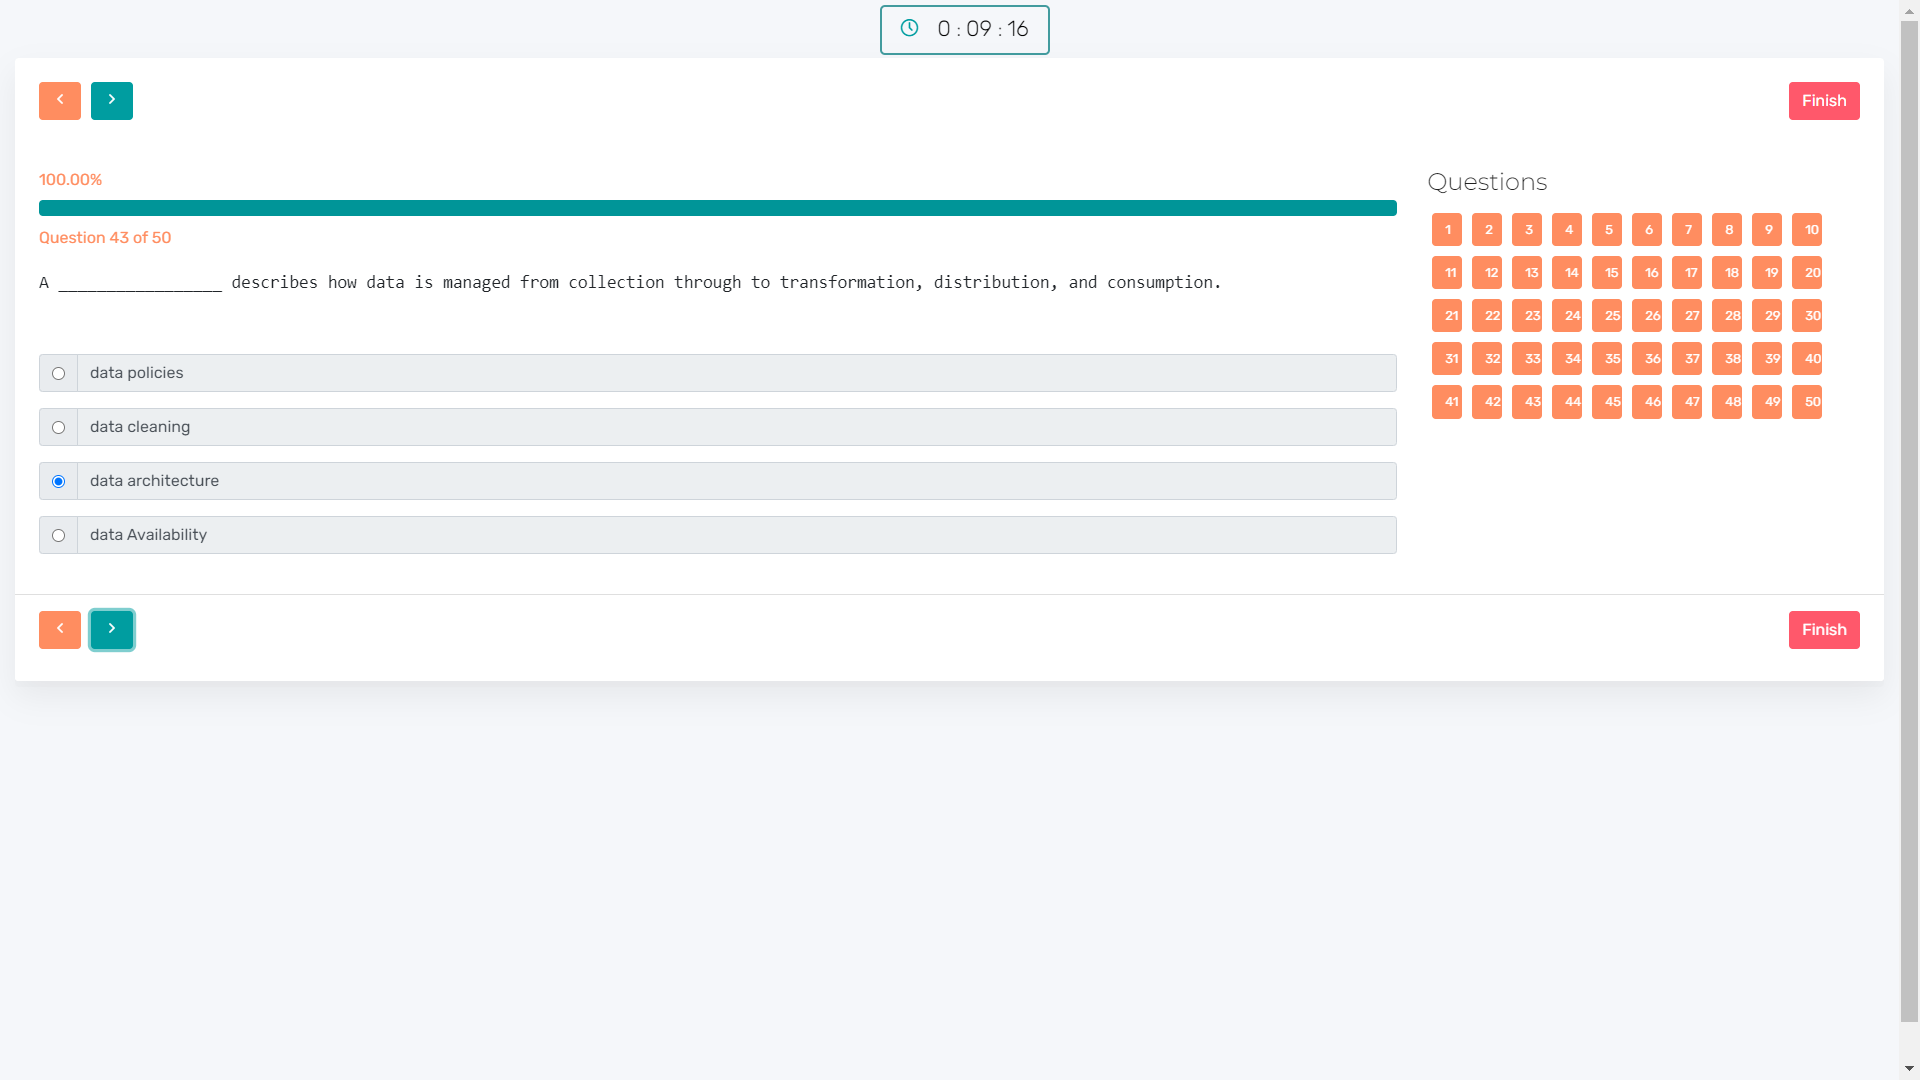 0 : 09 : 16
Finish
100.00%
Question 43 of 50
A _________________ describes how data is managed from collection through to transformation, distribution, and consumption.
data policies
data cleaning
data architecture
data Availability
Questions
1 2 3 4 5 6 7 8 9 10
11 12 13 14 15 16 17 18 19 20
21 22 23 24 25 26 27 28 29 30
31 32 33 34 35 36 37 38 39 40
41 42 43 44 45 46 47 48 49 50
Finish